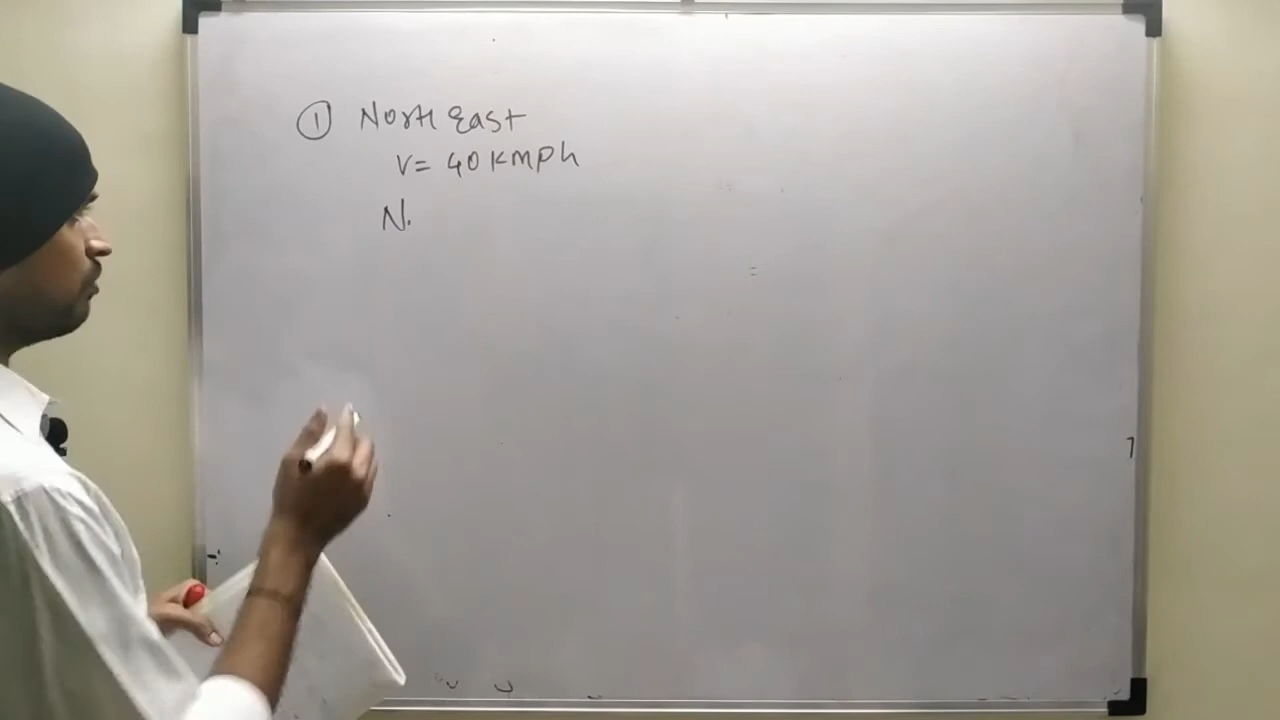 ① North East
V= 40 KMPh
N.